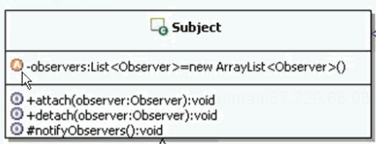 Subject
-observers:List<Observer>=new ArrayList<Observer>()
+attach(observer:Observer):void
+detach(observer:Observer):void
#notifyObservers():void